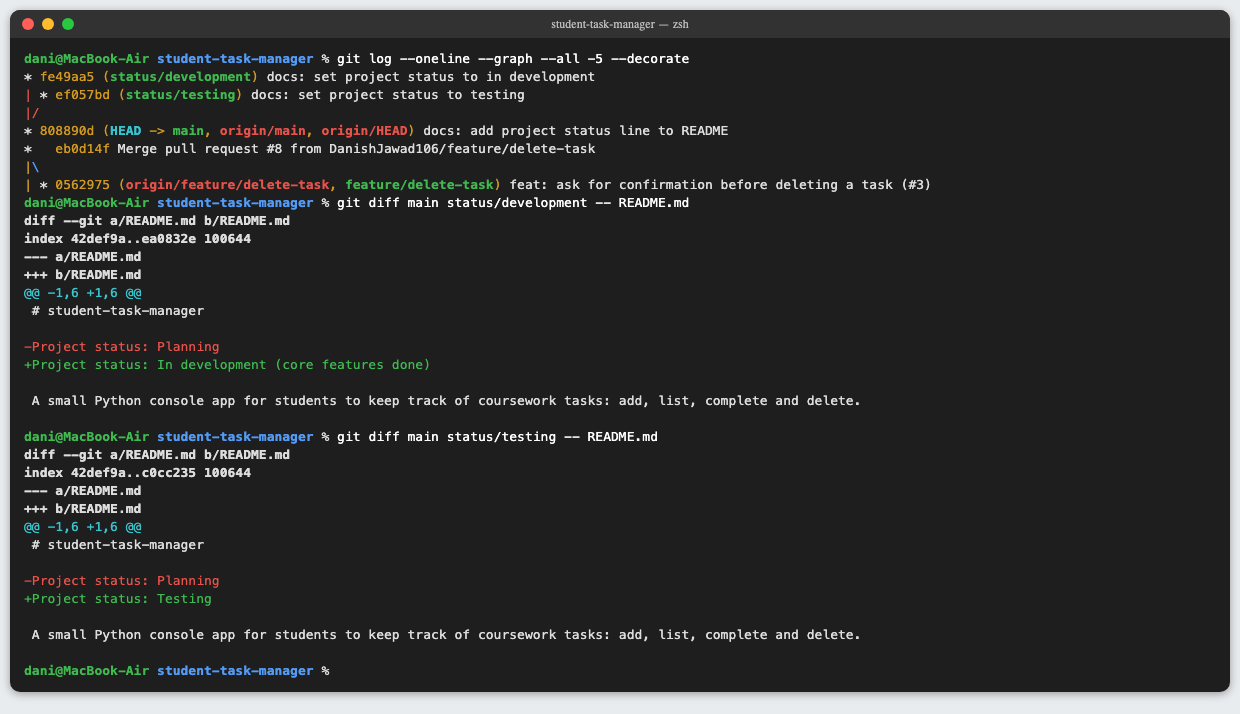 student-task-manager — zsh
dani@MacBook-Air student-task-manager % git log --oneline --graph --all -5 --decorate
* fe49aa5 (status/development) docs: set project status to in development
| * ef057bd (status/testing) docs: set project status to testing
|/
* 808890d (HEAD -> main, origin/main, origin/HEAD) docs: add project status line to README
*   eb0d14f Merge pull request #8 from DanishJawad106/feature/delete-task
|\
| * 0562975 (origin/feature/delete-task, feature/delete-task) feat: ask for confirmation before deleting a task (#3)
dani@MacBook-Air student-task-manager % git diff main status/development -- README.md
diff --git a/README.md b/README.md
index 42def9a..ea0832e 100644
--- a/README.md
+++ b/README.md
@@ -1,6 +1,6 @@
 # student-task-manager

-Project status: Planning
+Project status: In development (core features done)

 A small Python console app for students to keep track of coursework tasks: add, list, complete and delete.

dani@MacBook-Air student-task-manager % git diff main status/testing -- README.md
diff --git a/README.md b/README.md
index 42def9a..c0cc235 100644
--- a/README.md
+++ b/README.md
@@ -1,6 +1,6 @@
 # student-task-manager

-Project status: Planning
+Project status: Testing

 A small Python console app for students to keep track of coursework tasks: add, list, complete and delete.

dani@MacBook-Air student-task-manager %